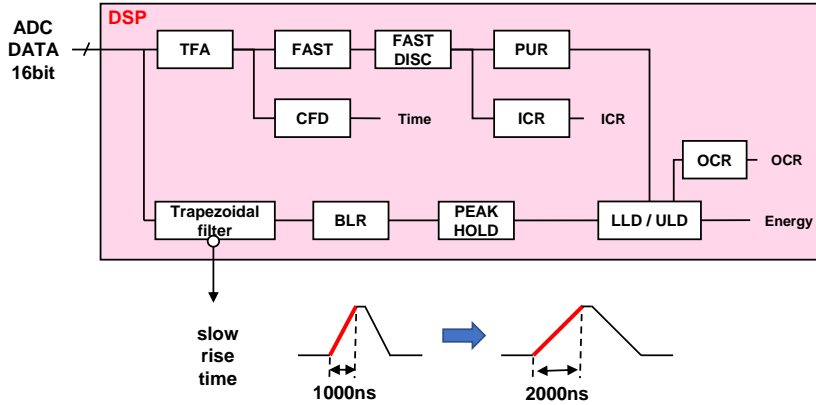 DSP
ADC
DATA
16bit
TFA
FAST
FAST
DISC
PUR
CFD
Time
ICR
ICR
OCR
OCR
Trapezoidal
filter
BLR
PEAK
HOLD
LLD / ULD
Energy
slow
rise
time
1000ns
2000ns